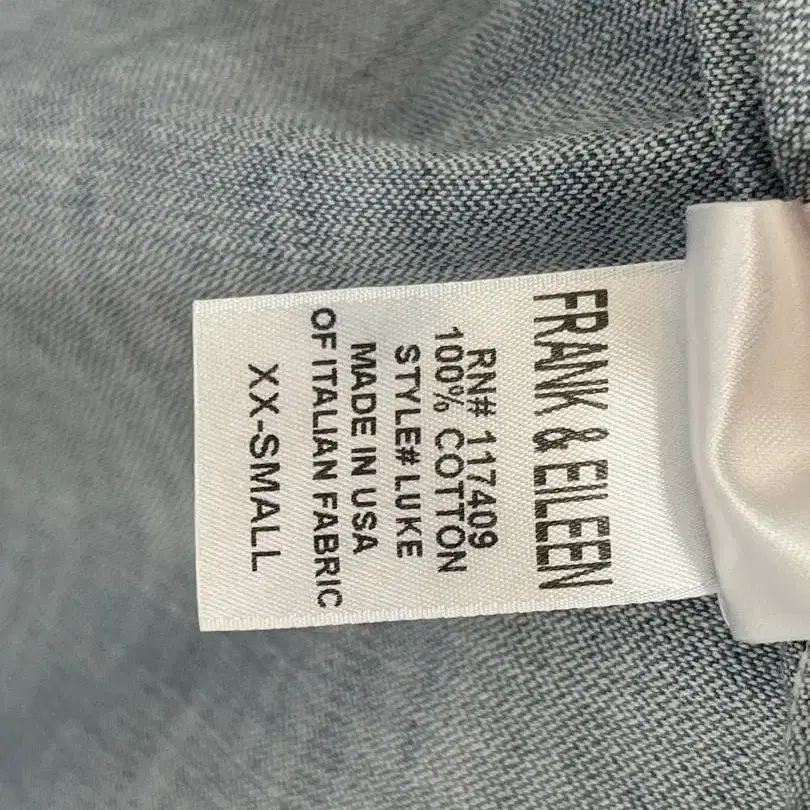 FRANK & EILEEN
RN# 117409
100% COTTON
STYLE# LUKE
MADE IN USA
OF ITALIAN FABRIC
XX-SMALL